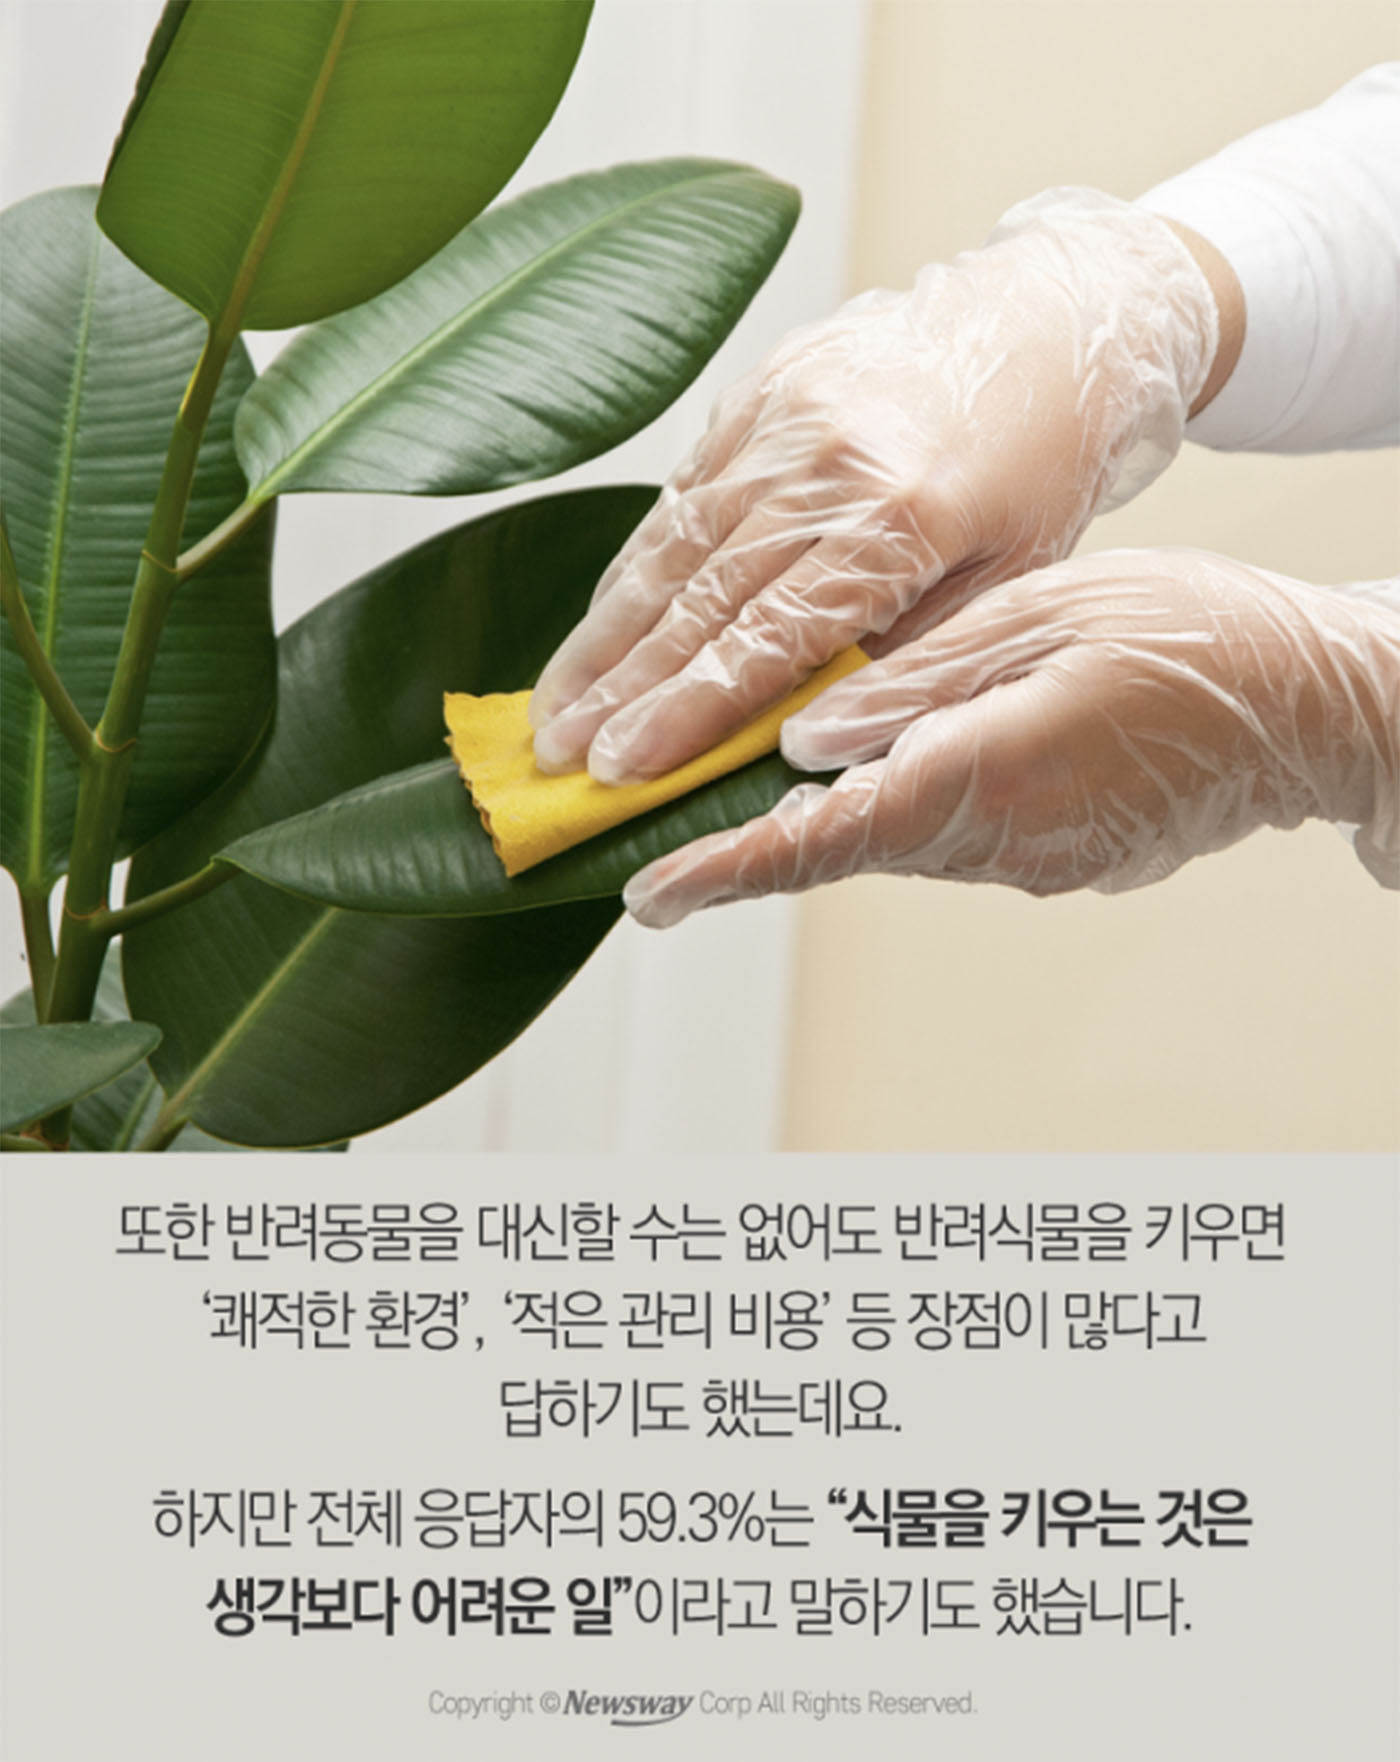 또한 반려동물을 대신할 수는 없어도 반려식물을 키우면
‘쾌적한 환경’, ‘적은 관리 비용’ 등 장점이 많다고
답하기도 했는데요.
하지만 전체 응답자의 59.3%는 “식물을 키우는 것은
생각보다 어려운 일”이라고 말하기도 했습니다.
Copyright © Newsway Corp All Rights Reserved.